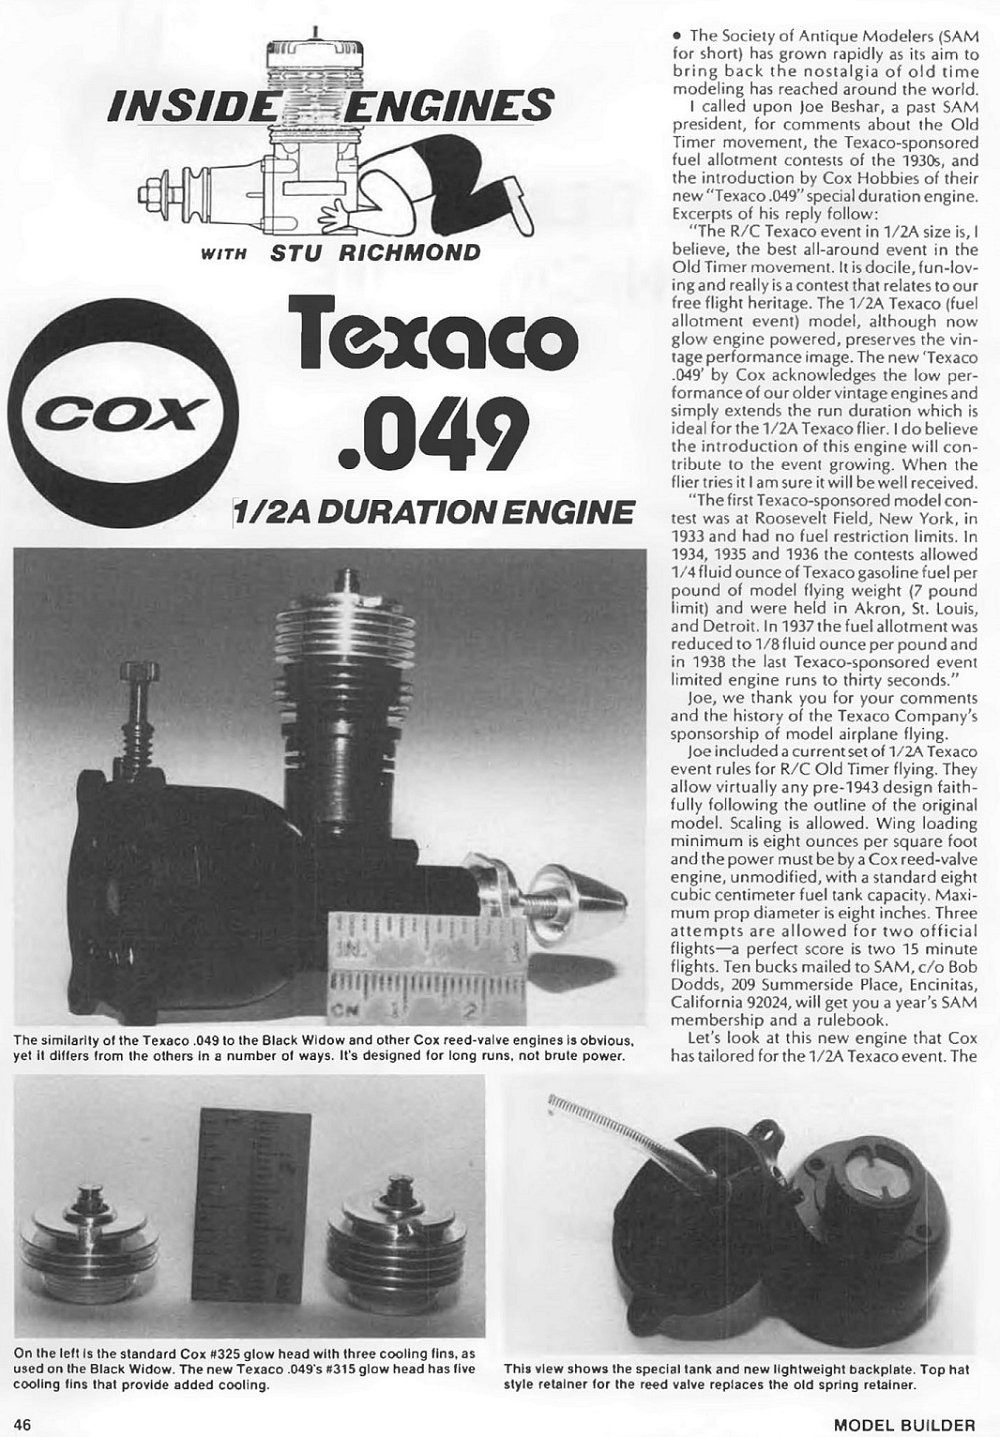 INSIDE ENGINES
WITH STU RICHMOND
COX
Texaco
.049
1/2A DURATION ENGINE
IN.
CM 1 2
The similarity of the Texaco .049 to the Black Widow and other Cox reed-valve engines is obvious,
yet it differs from the others in a number of ways. It's designed for long runs, not brute power.
On the left is the standard Cox #325 glow head with three cooling fins, as
used on the Black Widow. The new Texaco .049's #315 glow head has five
cooling fins that provide added cooling.
This view shows the special tank and new lightweight backplate. Top hat
style retainer for the reed valve replaces the old spring retainer.
• The Society of Antique Modelers (SAM
for short) has grown rapidly as its aim to
bring back the nostalgia of old time
modeling has reached around the world.
I called upon Joe Beshar, a past SAM
president, for comments about the Old
Timer movement, the Texaco-sponsored
fuel allotment contests of the 1930s, and
the introduction by Cox Hobbies of their
new "Texaco .049" special duration engine.
Excerpts of his reply follow:
"The R/C Texaco event in 1/2A size is, I
believe, the best all-around event in the
Old Timer movement. It is docile, fun-lov-
ing and really is a contest that relates to our
free flight heritage. The 1/2A Texaco (fuel
allotment event) model, although now
glow engine powered, preserves the vin-
tage performance image. The new 'Texaco
.049' by Cox acknowledges the low per-
formance of our older vintage engines and
simply extends the run duration which is
ideal for the 1/2A Texaco flier. I do believe
the introduction of this engine will con-
tribute to the event growing. When the
flier tries it I am sure it will be well received.
"The first Texaco-sponsored model con-
test was at Roosevelt Field, New York, in
1933 and had no fuel restriction limits. In
1934, 1935 and 1936 the contests allowed
1/4 fluid ounce of Texaco gasoline fuel per
pound of model flying weight (7 pound
limit) and were held in Akron, St. Louis,
and Detroit. In 1937 the fuel allotment was
reduced to 1/8 fluid ounce per pound and
in 1938 the last Texaco-sponsored event
limited engine runs to thirty seconds."
Joe, we thank you for your comments
and the history of the Texaco Company's
sponsorship of model airplane flying.
Joe included a current set of 1/2A Texaco
event rules for R/C Old Timer flying. They
allow virtually any pre-1943 design faith-
fully following the outline of the original
model. Scaling is allowed. Wing loading
minimum is eight ounces per square foot
and the power must be by a Cox reed-valve
engine, unmodified, with a standard eight
cubic centimeter fuel tank capacity. Maxi-
mum prop diameter is eight inches. Three
attempts are allowed for two official
flights—a perfect score is two 15 minute
flights. Ten bucks mailed to SAM, c/o Bob
Dodds, 209 Summerside Place, Encinitas,
California 92024, will get you a year's SAM
membership and a rulebook.
Let's look at this new engine that Cox
has tailored for the 1/2A Texaco event. The
46
MODEL BUILDER